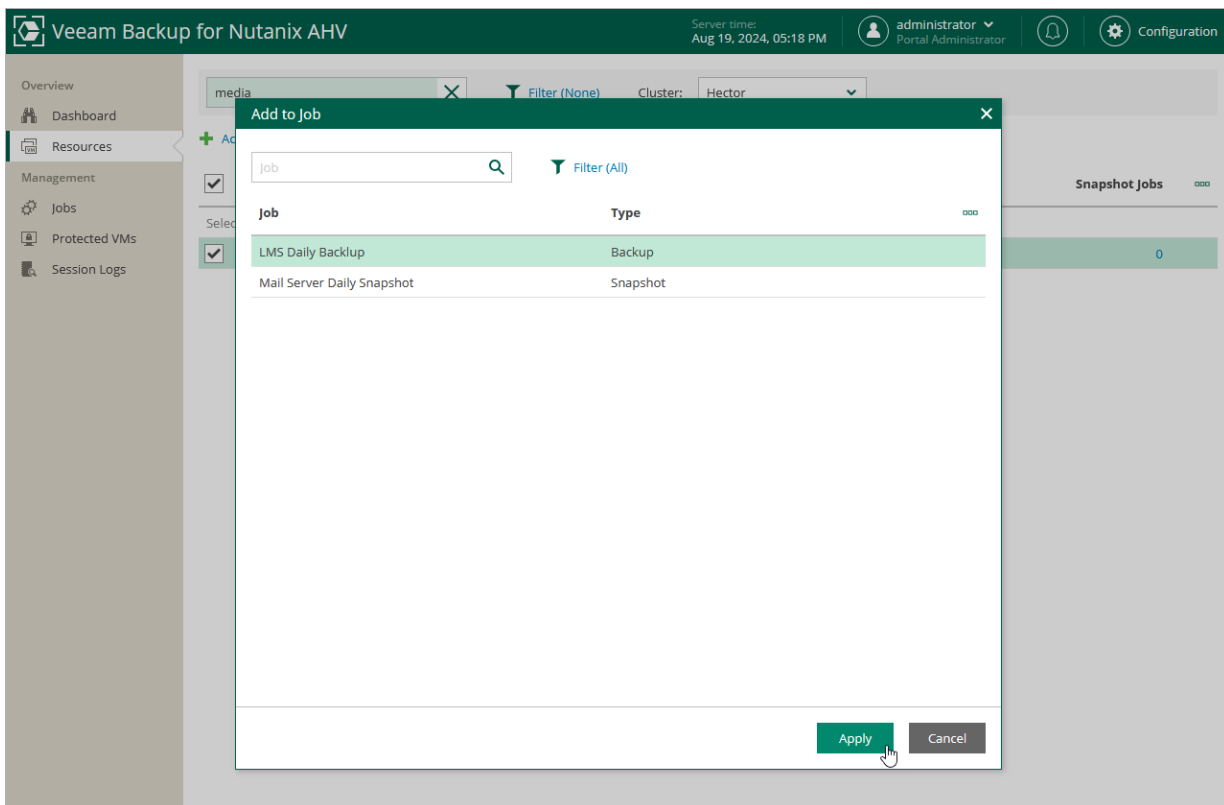 Veeam Backup for Nutanix AHV
Server time:
Aug 19, 2024, 05:18 PM
administrator
Portal Administrator
Configuration
Overview
Dashboard
Resources
Management
Jobs
Protected VMs
Session Logs
media
Filter (None)
Cluster:
Hector
Snapshot Jobs
0
Add to Job
Job
Filter (All)
Job Type
LMS Daily Backlup Backup
Mail Server Daily Snapshot Snapshot
Apply
Cancel